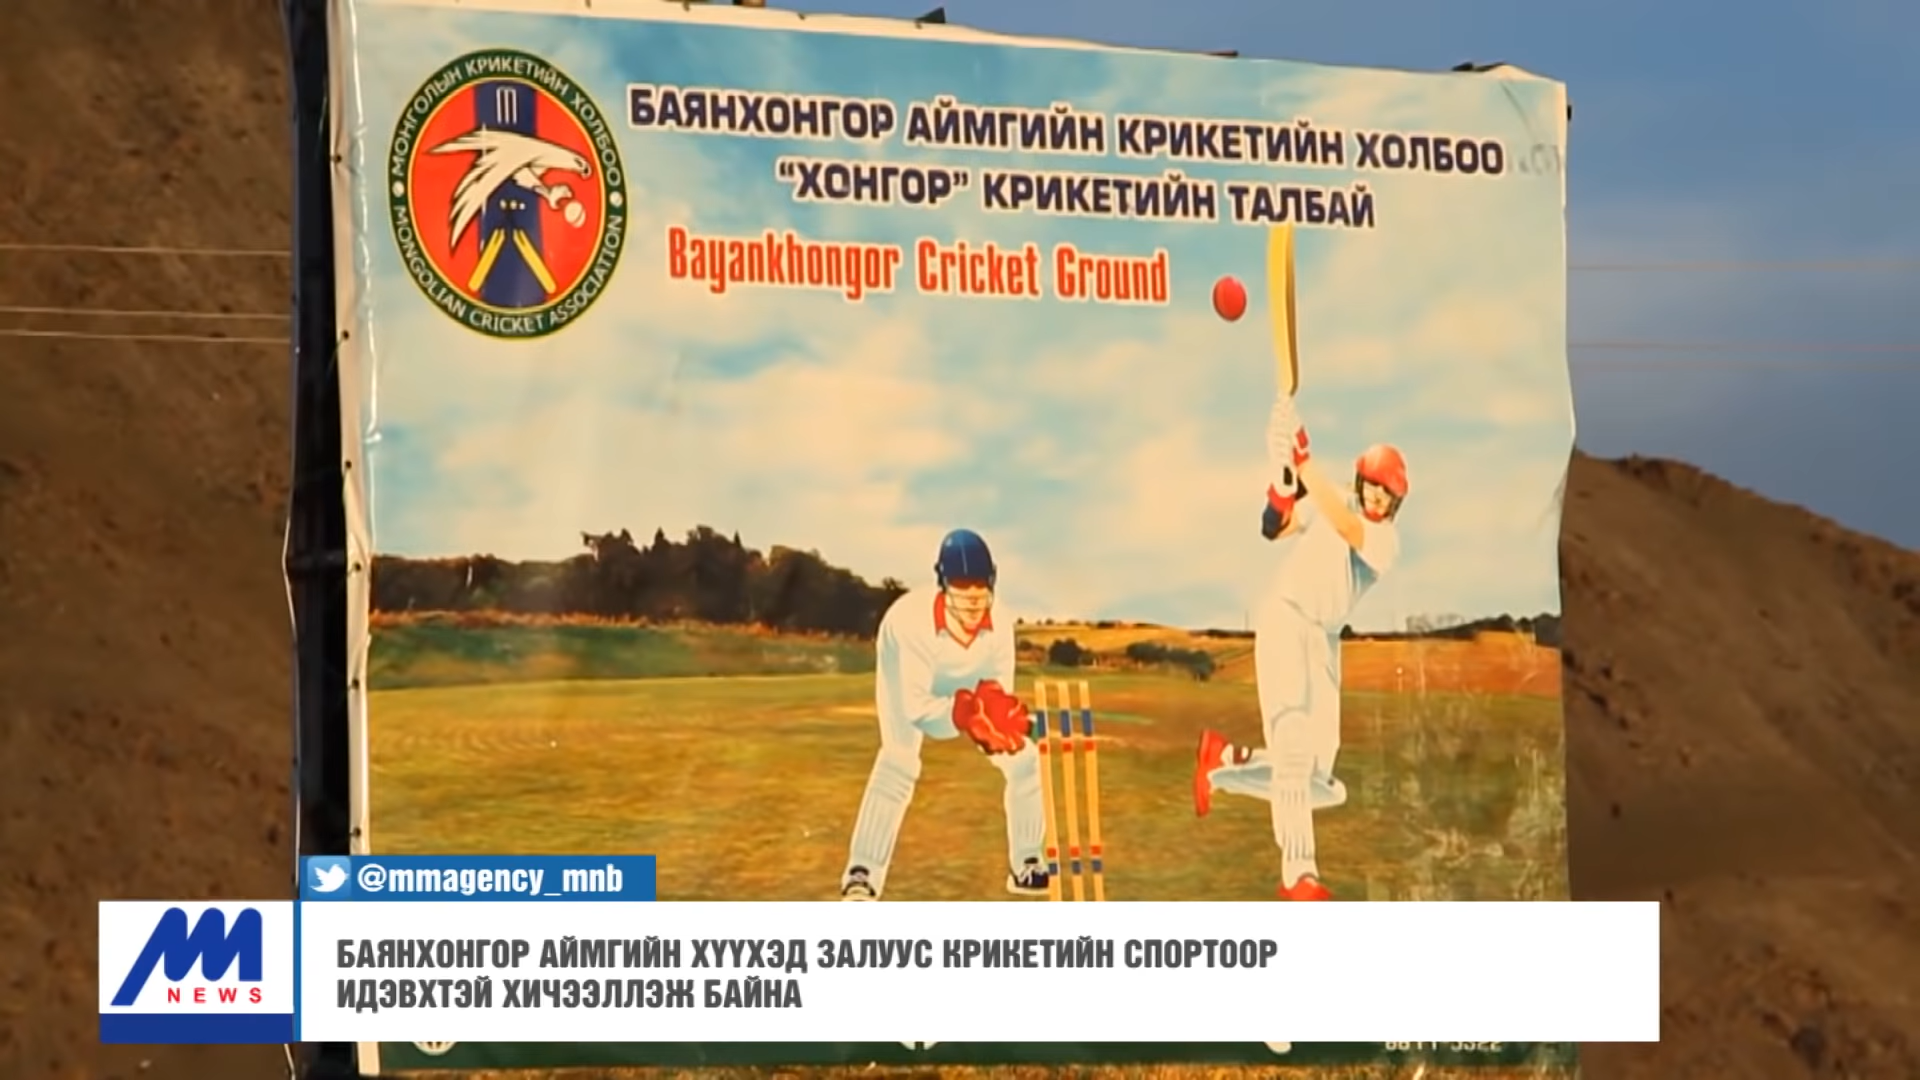 МОНГОЛЫН КРИКЕТИЙН ХОЛБОО
MONGOLIAN CRICKET ASSOCIATION
БАЯНХОНГОР АЙМГИЙН КРИКЕТИЙН ХОЛБОО
“ХОНГОР” КРИКЕТИЙН ТАЛБАЙ
Bayankhongor Cricket Ground
@mmagency_mnb
NEWS
БАЯНХОНГОР АЙМГИЙН ХҮҮХЭД ЗАЛУУС КРИКЕТИЙН СПОРТООР
ИДЭВХТЭЙ ХИЧЭЭЛЛЭЖ БАЙНА